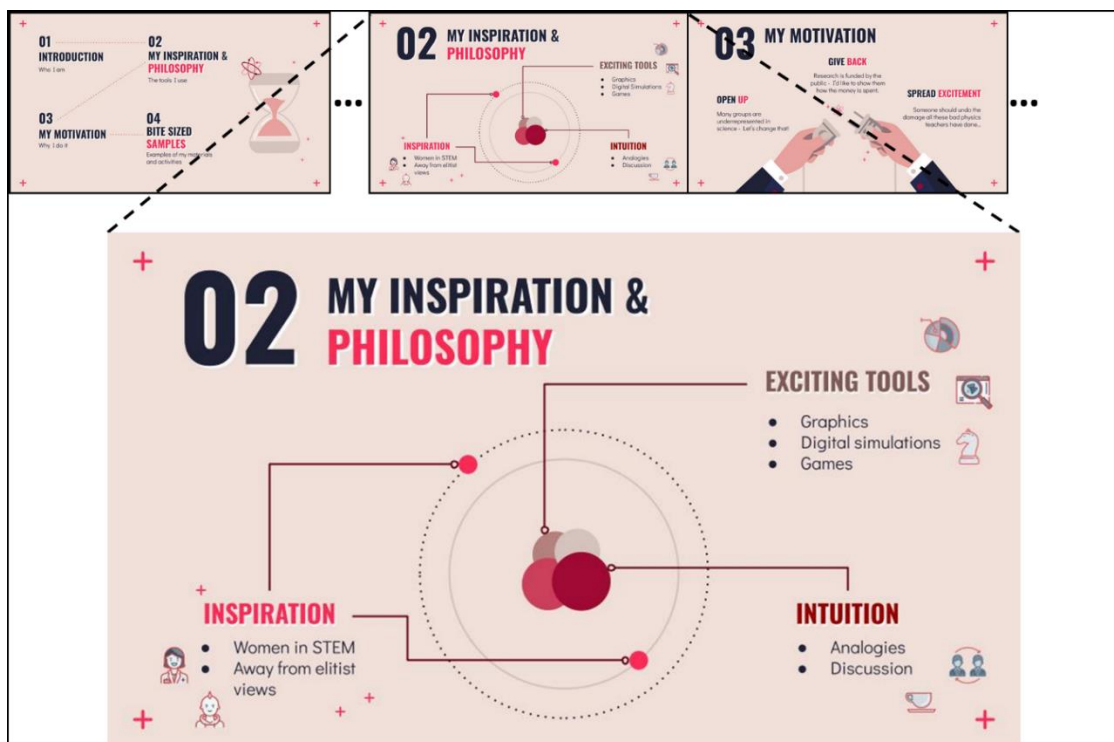 01
INTRODUCTION
Who I am
02
MY INSPIRATION &
PHILOSOPHY
The tools I use
03
MY MOTIVATION
Why I do it
04
BITE SIZED
SAMPLES
Examples of my materials
and activities
...
02
MY INSPIRATION &
PHILOSOPHY
EXCITING TOOLS
Graphics
Digital Simulations
Games
INSPIRATION
Women in STEM
Away from elitist
views
INTUITION
Analogies
Discussion
03
MY MOTIVATION
GIVE BACK
Research is funded by the
public - I'd like to show them
how the money is spent.
OPEN UP
Many groups are
underrepresented in
science - Let's change that!
SPREAD EXCITEMENT
Someone should undo the
damage all these bad physics
teachers have done...
...
02
MY INSPIRATION &
PHILOSOPHY
EXCITING TOOLS
Graphics
Digital simulations
Games
INSPIRATION
Women in STEM
Away from elitist
views
INTUITION
Analogies
Discussion